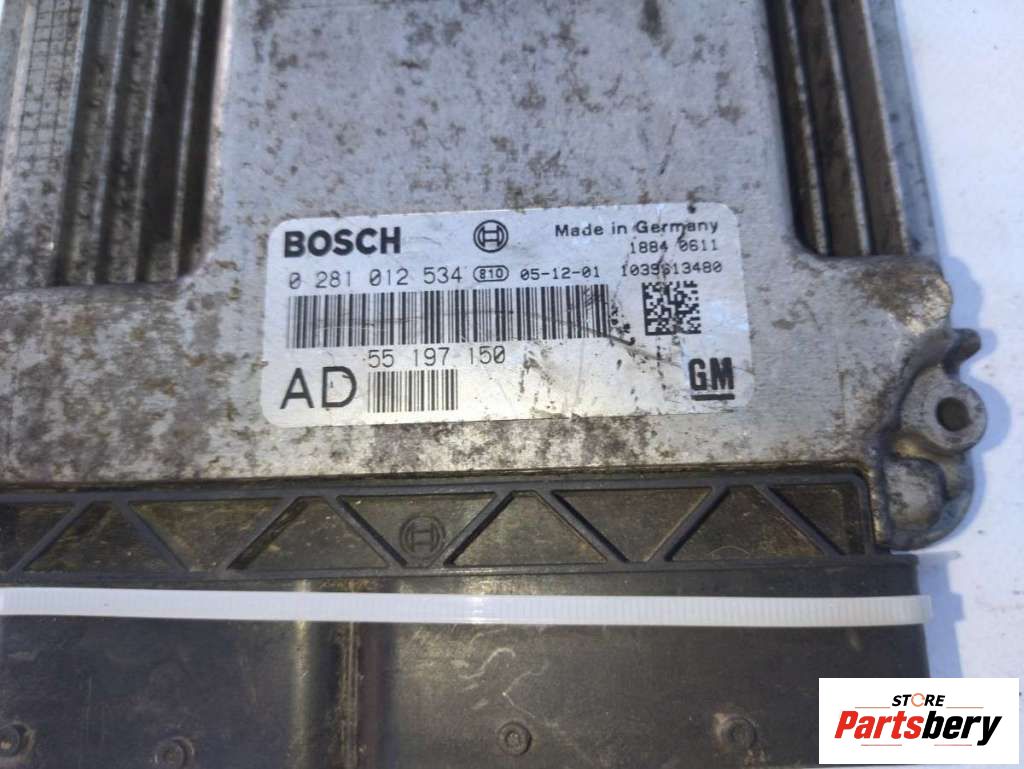 BOSCH
Made in Germany
1884 0611
0 281 012 534 810 05-12-01 1039S13480
55 197 150
AD
GM
STORE
Partsbery